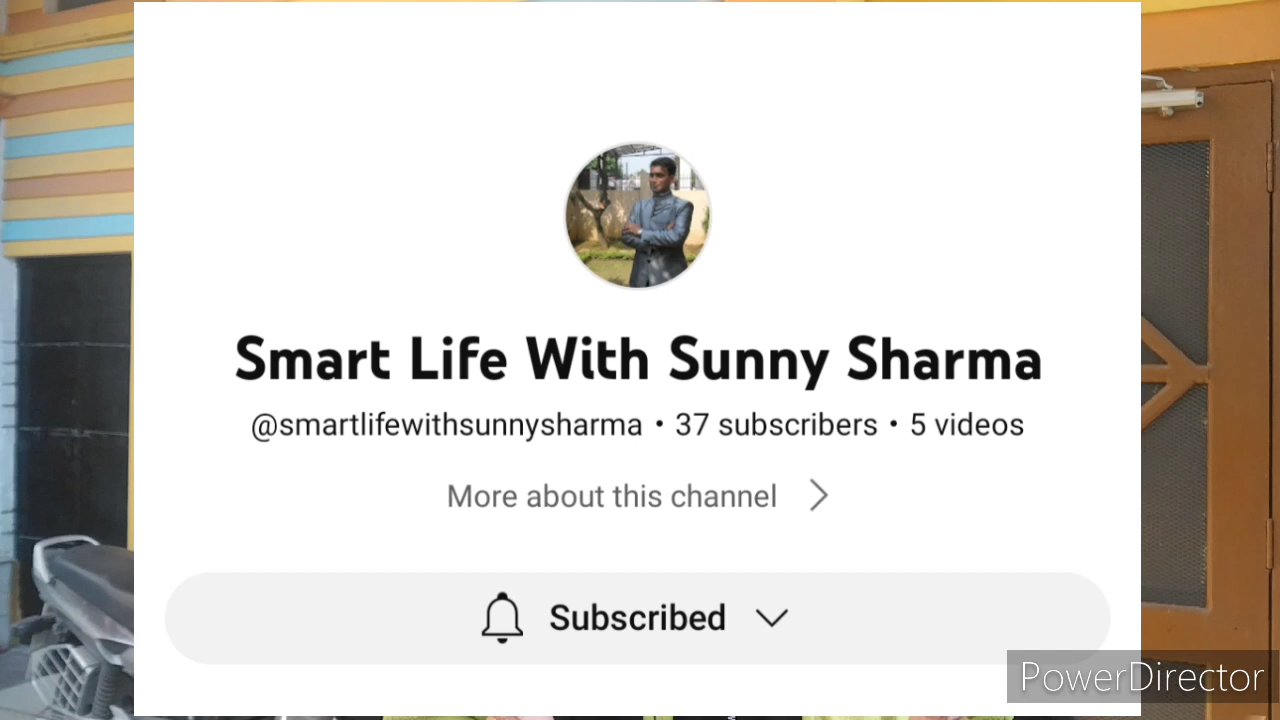 Smart Life With Sunny Sharma
@smartlifewithsunnysharma • 37 subscribers • 5 videos
More about this channel
Subscribed
PowerDirector